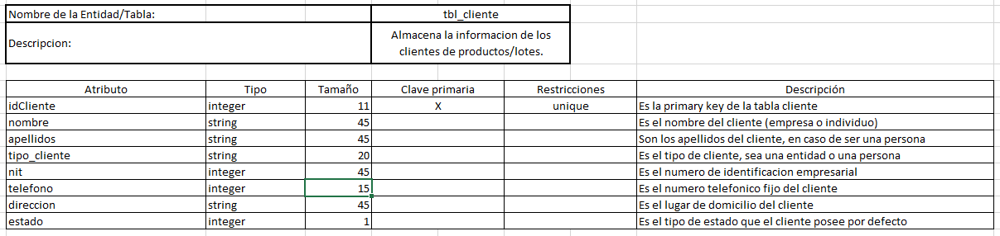 Nombre de la Entidad/Tabla: tbl_cliente
Descripcion: Almacena la informacion de los
clientes de productos/lotes.
Atributo Tipo Tamaño Clave primaria Restricciones Descripción
idCliente integer 11 X unique Es la primary key de la tabla cliente
nombre string 45 Es el nombre del cliente (empresa o individuo)
apellidos string 45 Son los apellidos del cliente, en caso de ser una persona
tipo_cliente string 20 Es el tipo de cliente, sea una entidad o una persona
nit integer 45 Es el numero de identificacion empresarial
telefono integer 15 Es el numero telefonico fijo del cliente
direccion string 45 Es el lugar de domicilio del cliente
estado integer 1 Es el tipo de estado que el cliente posee por defecto